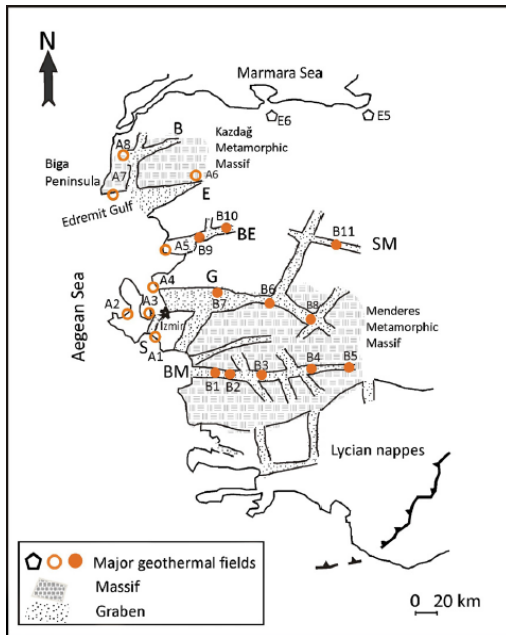 N
Marmara Sea
E6
E5
B
A8
Kazdağ
Metamorphic
Massif
Biga
Peninsula
A7
A6
Edremit Gulf
E
B10
BE
B9
A5
B11
SM
A4
G
Aegean Sea
A2
A3
B7
B6
B8
Izmir
Menderes
Metamorphic
Massif
S
A1
BM
B1
B2
B3
B4
B5
Lycian nappes
Major geothermal fields
Massif
Graben
0 20 km